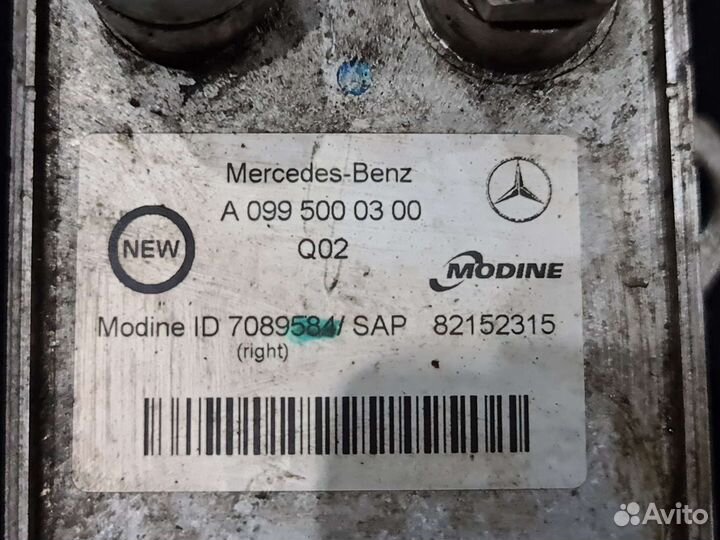 Mercedes-Benz
A 099 500 03 00
NEW
Q02
MODINE
Modine ID 7089584/ SAP 82152315
(right)
Avito